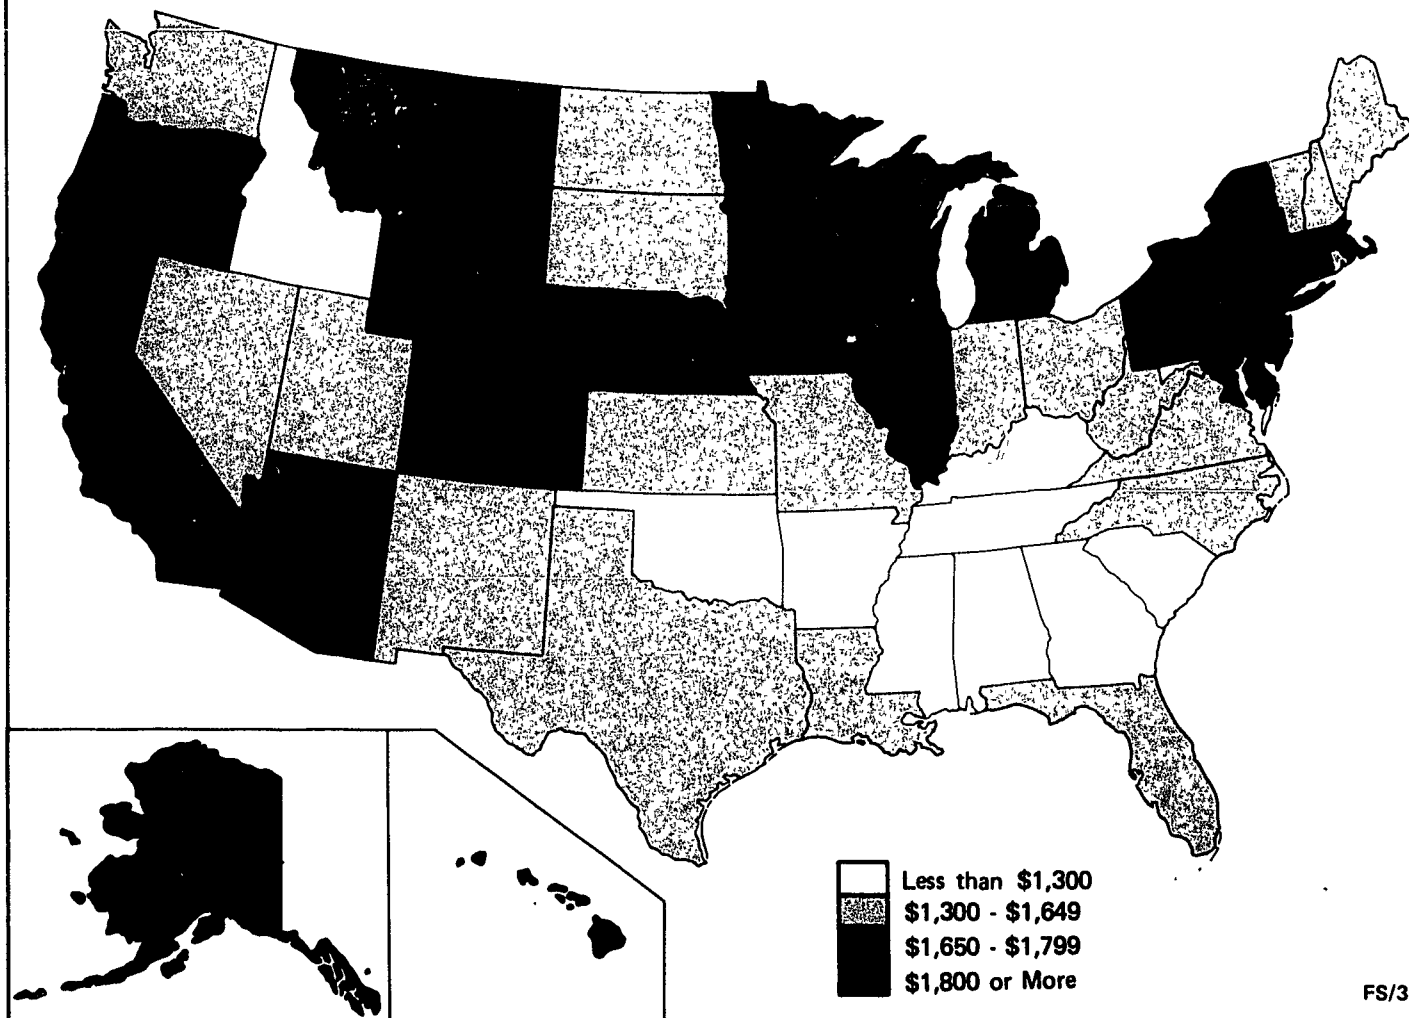 Less than $1,300
$1,300 - $1,649
$1,650 - $1,799
$1,800 or More
FS/3